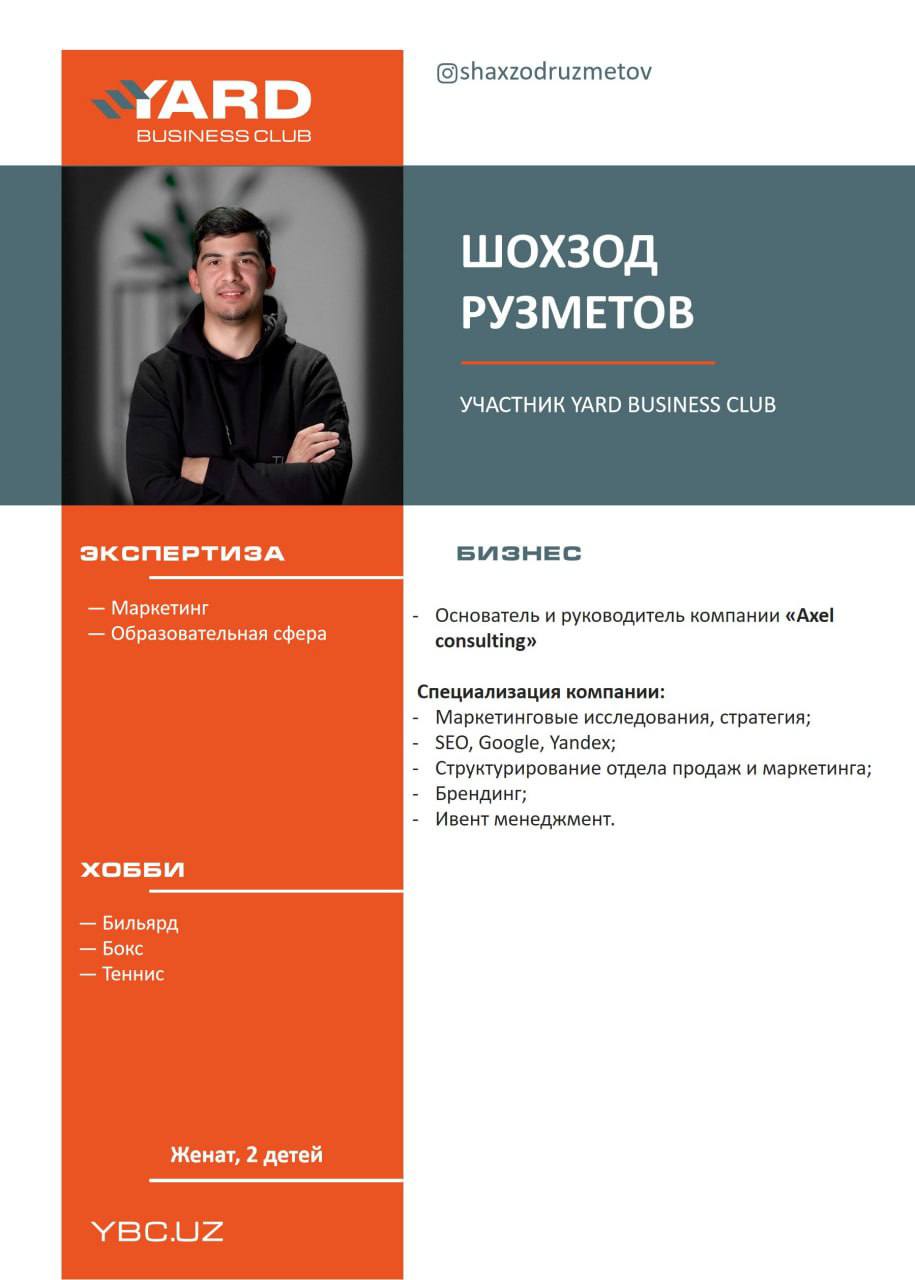 YARD
BUSINESS CLUB
shaxzodruzmetov
ШОХЗОД
РУЗМЕТОВ
УЧАСТНИК YARD BUSINESS CLUB
ЭКСПЕРТИЗА
— Маркетинг
— Образовательная сфера
ХОББИ
— Бильярд
— Бокс
— Теннис
Женат, 2 детей
YBC.UZ
БИЗНЕС
- Основатель и руководитель компании «Axel
consulting»
Специализация компании:
- Маркетинговые исследования, стратегия;
- SEO, Google, Yandex;
- Структурирование отдела продаж и маркетинга;
- Брендинг;
- Ивент менеджмент.